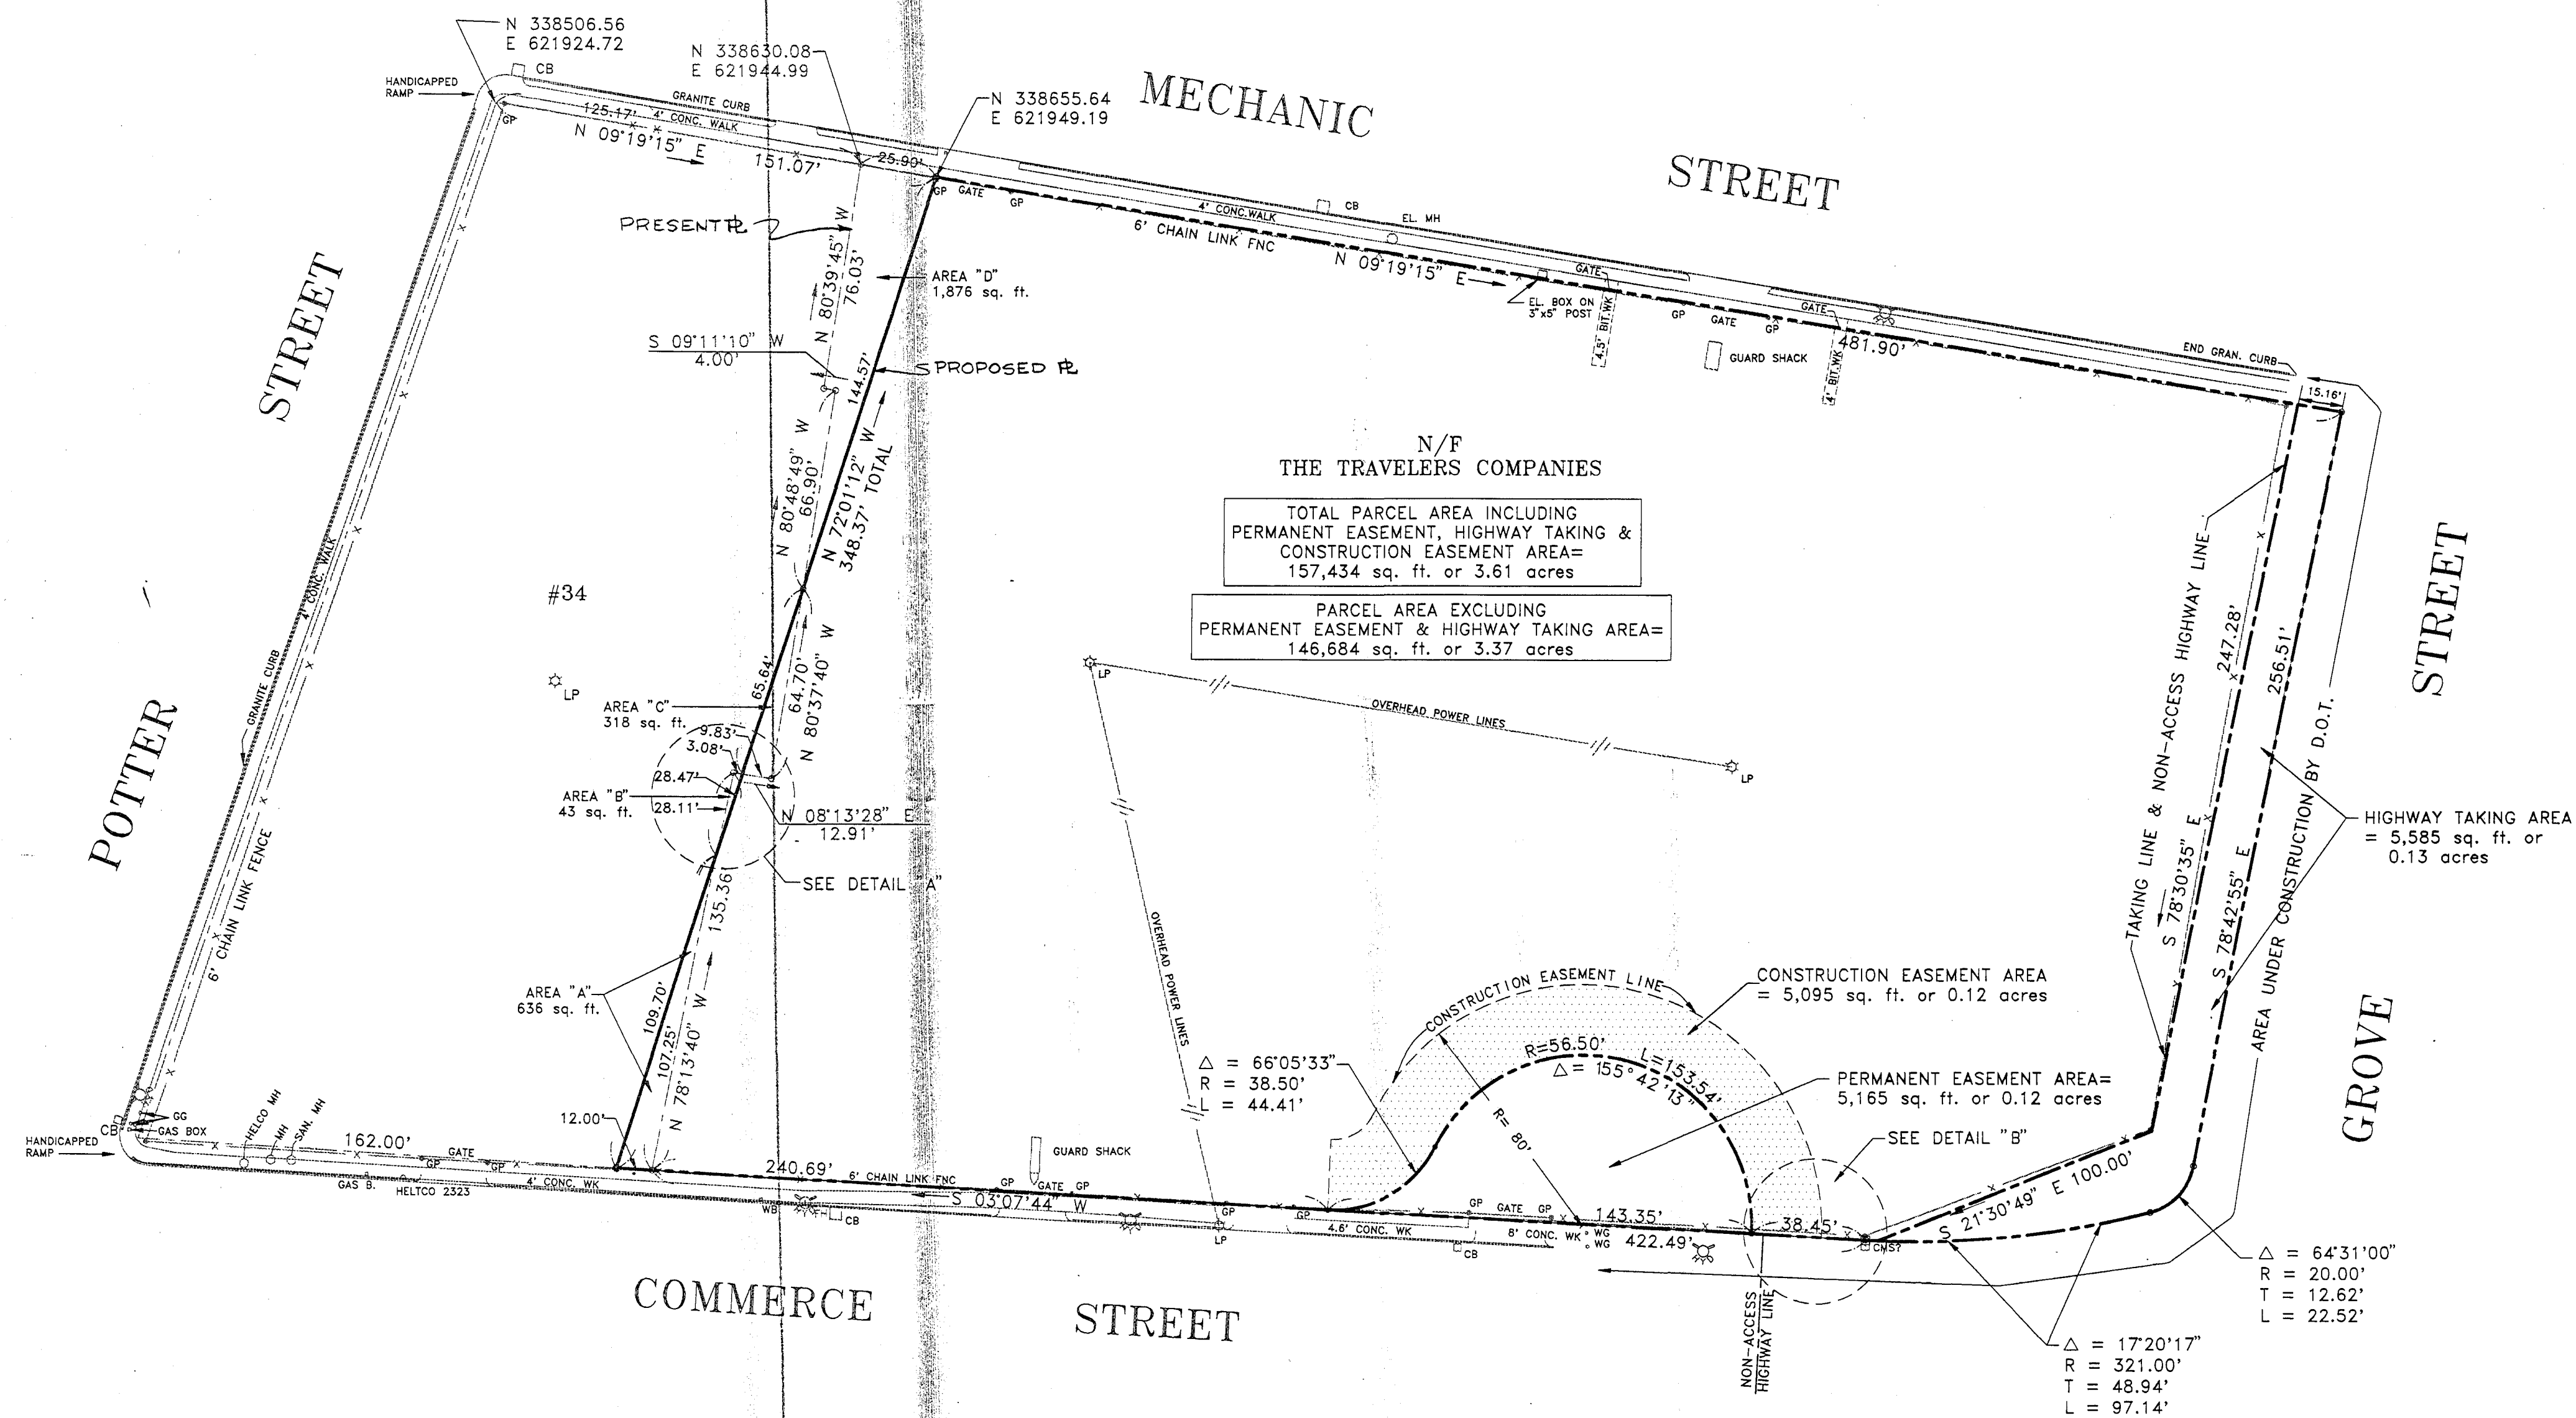 N 338506.56
E 621924.72
N 338630.08
E 621944.99
N 338655.64
E 621949.19
MECHANIC
STREET
HANDICAPPED
RAMP
CB
GRANITE CURB
125.17'
4' CONC. WALK
GP
N 09°19'15" E
151.07'
25.90'
GP
GATE
GP
4' CONC.WALK
CB
EL. MH
6' CHAIN LINK FNC
N 09°19'15" E
GATE
EL. BOX ON
3"x5" POST
4.5' BIT.WK
GP
GATE
GP
GUARD SHACK
GATE
4' BIT.WK
481.90'
END GRAN. CURB
15.16'
PRESENT PL
N 80°39'45" W
76.03'
AREA "D"
1,876 sq. ft.
S 09°11'10" W
4.00'
PROPOSED PL
144.57'
N 80°48'49" W
66.90'
N 72°01'12" W
348.37' TOTAL
STREET
POTTER
4' CONC. WALK
GRANITE CURB
6' CHAIN LINK FENCE
#34
LP
N/F
THE TRAVELERS COMPANIES
TOTAL PARCEL AREA INCLUDING
PERMANENT EASEMENT, HIGHWAY TAKING &
CONSTRUCTION EASEMENT AREA=
157,434 sq. ft. or 3.61 acres
PARCEL AREA EXCLUDING
PERMANENT EASEMENT & HIGHWAY TAKING AREA=
146,684 sq. ft. or 3.37 acres
LP
OVERHEAD POWER LINES
LP
OVERHEAD POWER LINES
65.64'
64.70'
N 80°37'40" W
AREA "C"
318 sq. ft.
9.83'
3.08'
28.47'
AREA "B"
43 sq. ft.
28.11'
N 08°13'28" E
12.91'
SEE DETAIL "A"
135.36'
AREA "A"
636 sq. ft.
109.70'
107.25'
N 78°13'40" W
12.00'
TAKING LINE & NON-ACCESS HIGHWAY LINE
247.28'
S 78°30'35" E
256.51'
S 78°42'55" E
AREA UNDER CONSTRUCTION BY D.O.T.
STREET
GROVE
HIGHWAY TAKING AREA
= 5,585 sq. ft. or
0.13 acres
CONSTRUCTION EASEMENT LINE
CONSTRUCTION EASEMENT AREA
= 5,095 sq. ft. or 0.12 acres
R=56.50'
L=153.54'
△ = 155°42'13"
R= 80'
△ = 66°05'33"
R = 38.50'
L = 44.41'
PERMANENT EASEMENT AREA=
5,165 sq. ft. or 0.12 acres
SEE DETAIL "B"
GG
GAS BOX
CB
HANDICAPPED
RAMP
HELCO MH
MH
SAN. MH
162.00'
GATE
GP
GP
GAS B.
HELTCO 2323
4' CONC. WK
240.69'
6' CHAIN LINK FNC
WB
FH
CB
S 03°07'44" W
GUARD SHACK
GP
GATE
GP
GP
LP
GP
4.6' CONC. WK
GP
GATE
GP
CB
8' CONC. WK
WG
WG
143.35'
422.49'
38.45'
CMS?
S 21°30'49" E 100.00'
NON-ACCESS
HIGHWAY LINE
COMMERCE
STREET
△ = 64°31'00"
R = 20.00'
T = 12.62'
L = 22.52'
△ = 17°20'17"
R = 321.00'
T = 48.94'
L = 97.14'